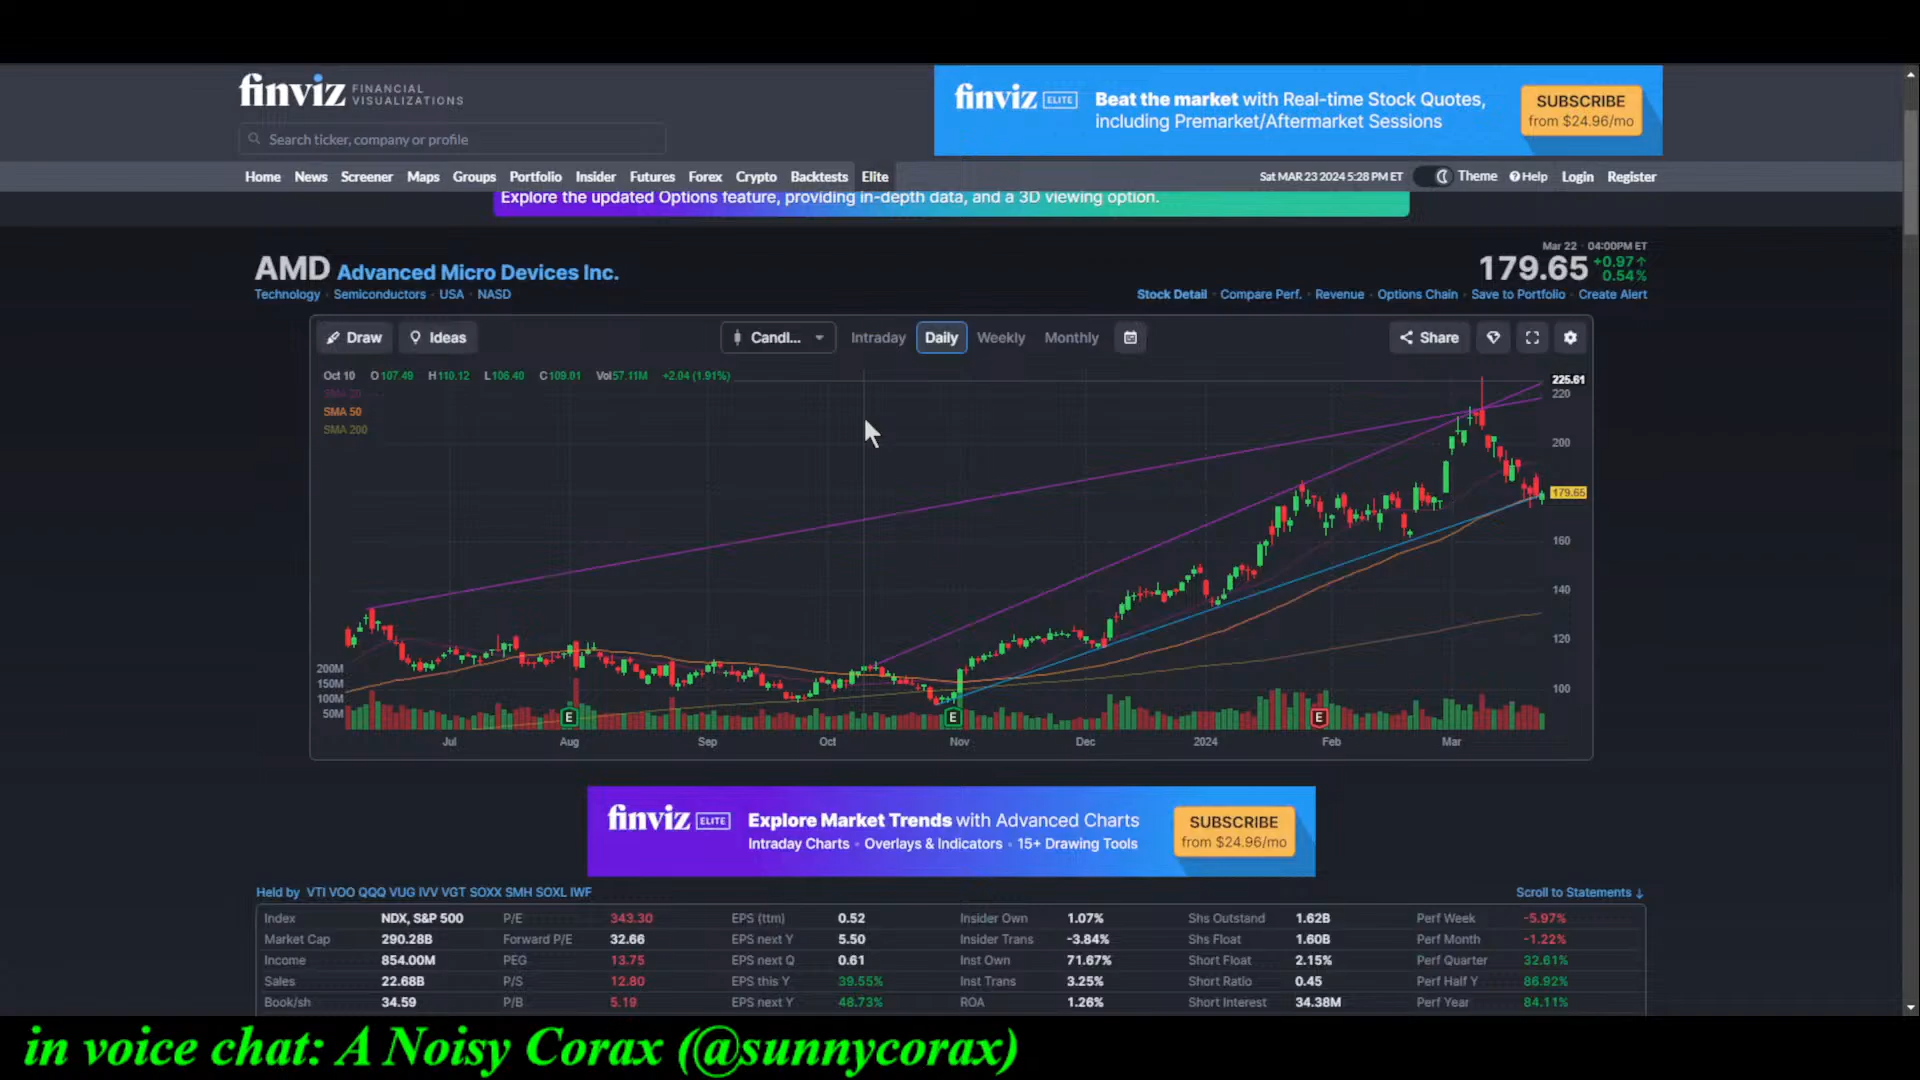 finviz FINANCIAL VISUALIZATIONS
finviz ELITE Beat the market with Real-time Stock Quotes, including Premarket/Aftermarket Sessions
SUBSCRIBE from $24.96/mo
Search ticker, company or profile
Home News Screener Maps Groups Portfolio Insider Futures Forex Crypto Backtests Elite
Sat MAR 23 2024 5:28 PM ET Theme Help Login Register
Explore the updated Options feature, providing in-depth data, and a 3D viewing option.
AMD Advanced Micro Devices Inc.
Technology · Semiconductors · USA · NASD
Mar 22 · 04:00PM ET
179.65 +0.97↑ 0.54%
Stock Detail · Compare Perf. · Revenue · Options Chain · Save to Portfolio · Create Alert
Draw Ideas Candl... Intraday Daily Weekly Monthly Share
Oct 10 O107.49 H110.12 L106.40 C109.01 Vol57.11M +2.04 (1.91%)
SMA 20
SMA 50
SMA 200
225.61
220
200
179.65
160
140
120
100
200M
150M
100M
50M
E E E
Jul Aug Sep Oct Nov Dec 2024 Feb Mar
finviz ELITE Explore Market Trends with Advanced Charts
Intraday Charts • Overlays & Indicators • 15+ Drawing Tools
SUBSCRIBE from $24.96/mo
Held by VTI VOO QQQ VUG IVV VGT SOXX SMH SOXL IWF
Scroll to Statements ↓
Index NDX, S&P 500 P/E 343.30 EPS (ttm) 0.52 Insider Own 1.07% Shs Outstand 1.62B Perf Week -5.97%
Market Cap 290.28B Forward P/E 32.66 EPS next Y 5.50 Insider Trans -3.84% Shs Float 1.60B Perf Month -1.22%
Income 854.00M PEG 13.75 EPS next Q 0.61 Inst Own 71.67% Short Float 2.15% Perf Quarter 32.61%
Sales 22.68B P/S 12.80 EPS this Y 39.55% Inst Trans 3.25% Short Ratio 0.45 Perf Half Y 86.92%
Book/sh 34.59 P/B 5.19 EPS next Y 48.73% ROA 1.26% Short Interest 34.38M Perf Year 84.11%
in voice chat: A Noisy Corax (@sunnycorax)